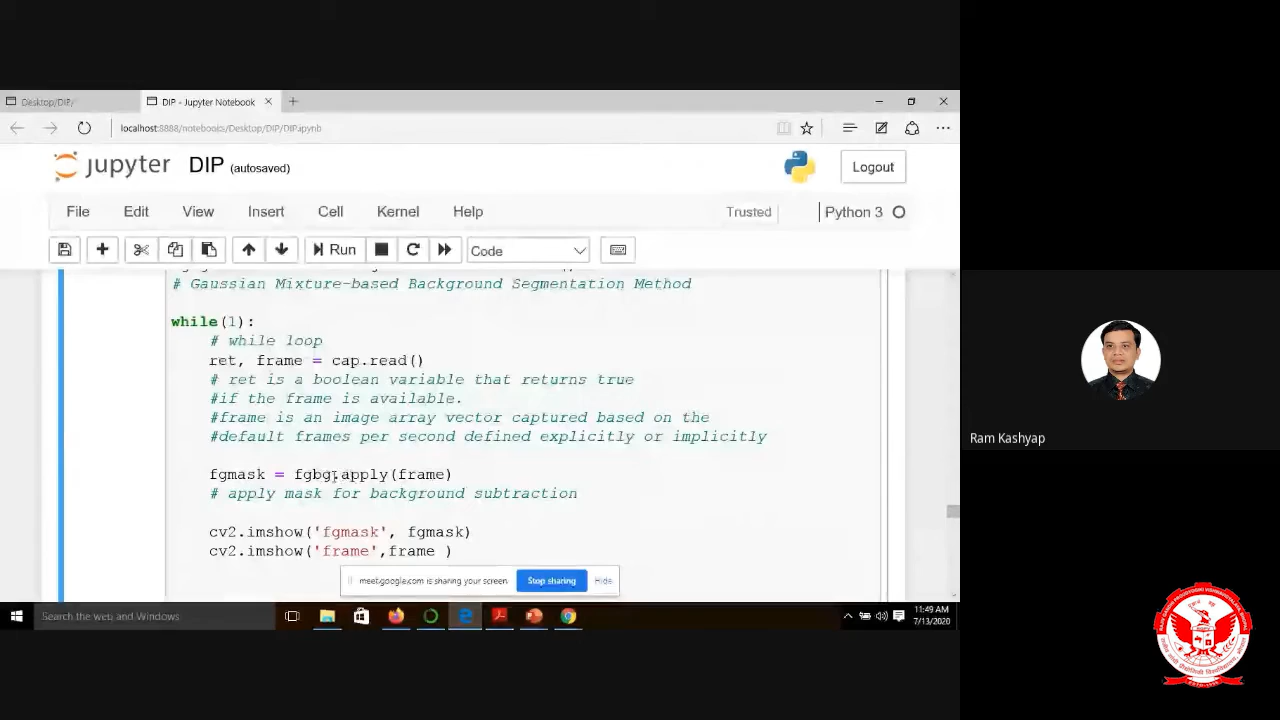 Desktop/DIP/
DIP - Jupyter Notebook
localhost:8888/notebooks/Desktop/DIP/DIP.ipynb
jupyter DIP (autosaved)
Logout
File Edit View Insert Cell Kernel Help
Trusted
Python 3
Run
Code
# Gaussian Mixture-based Background Segmentation Method
while(1):
# while loop
ret, frame = cap.read()
# ret is a boolean variable that returns true
#if the frame is available.
#frame is an image array vector captured based on the
#default frames per second defined explicitly or implicitly
fgmask = fgbg.apply(frame)
# apply mask for background subtraction
cv2.imshow('fgmask', fgmask)
cv2.imshow('frame',frame )
meet.google.com is sharing your screen.
Stop sharing
Hide
Search the web and Windows
11:49 AM
7/13/2020
Ram Kashyap